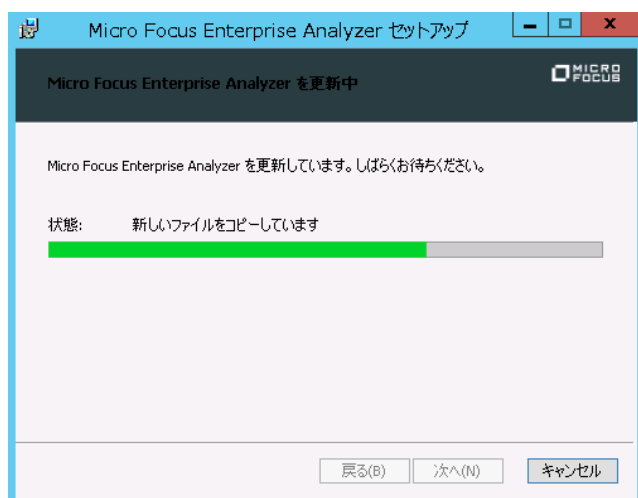 Micro Focus Enterprise Analyzer セットアップ
Micro Focus Enterprise Analyzer を更新中
MICRO
FOCUS
Micro Focus Enterprise Analyzer を更新しています。しばらくお待ちください。
状態: 新しいファイルをコピーしています
戻る(B) 次へ(N) キャンセル